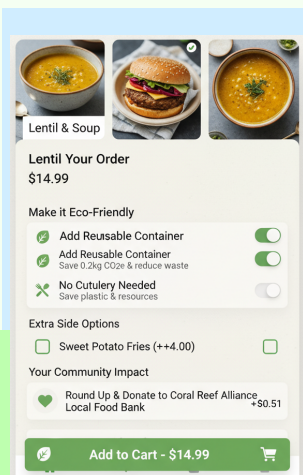 Lentil & Soup
Lentil Your Order
$14.99
Make it Eco-Friendly
Add Reusable Container
Add Reusable Container
Save 0.2kg CO2e & reduce waste
No Cutulery Needed
Save plastic & resources
Extra Side Options
Sweet Potato Fries (++4.00)
Your Community Impact
Round Up & Donate to Coral Reef Alliance
Local Food Bank
+$0.51
Add to Cart - $14.99